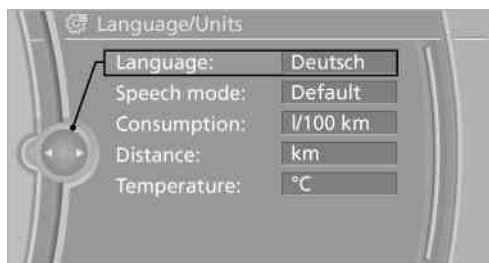 Language/Units
Language: Deutsch
Speech mode: Default
Consumption: l/100 km
Distance: km
Temperature: °C